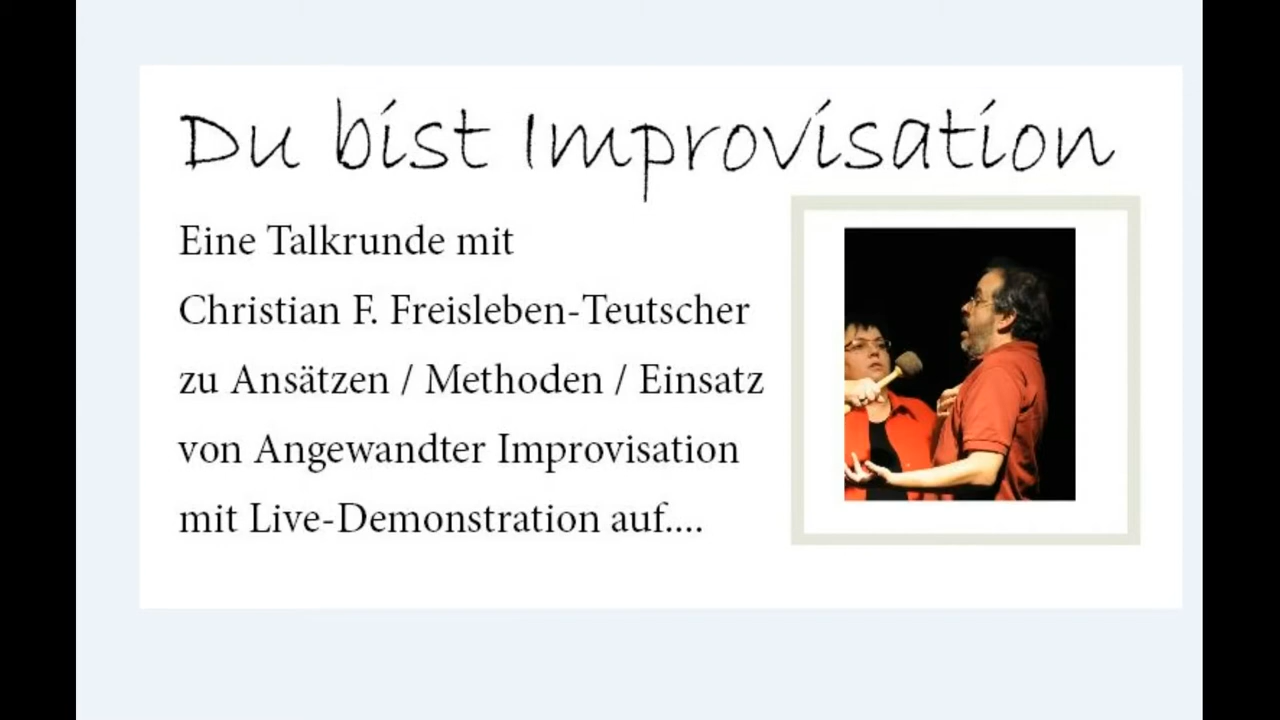 Du bist Improvisation
Eine Talkrunde mit
Christian F. Freisleben-Teutscher
zu Ansätzen / Methoden / Einsatz
von Angewandter Improvisation
mit Live-Demonstration auf....